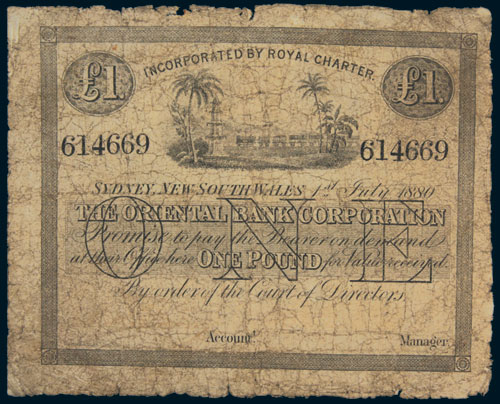 INCORPORATED BY ROYAL CHARTER.
£1 £1.
614669 614669
SYDNEY, NEW SOUTH WALES 1st July 1880
THE ORIENTAL BANK CORPORATION
Promise to pay the Bearer on demand
at their Office here ONE POUND for Value received.
ONE
By order of the Court of Directors,
Accountt Manager.